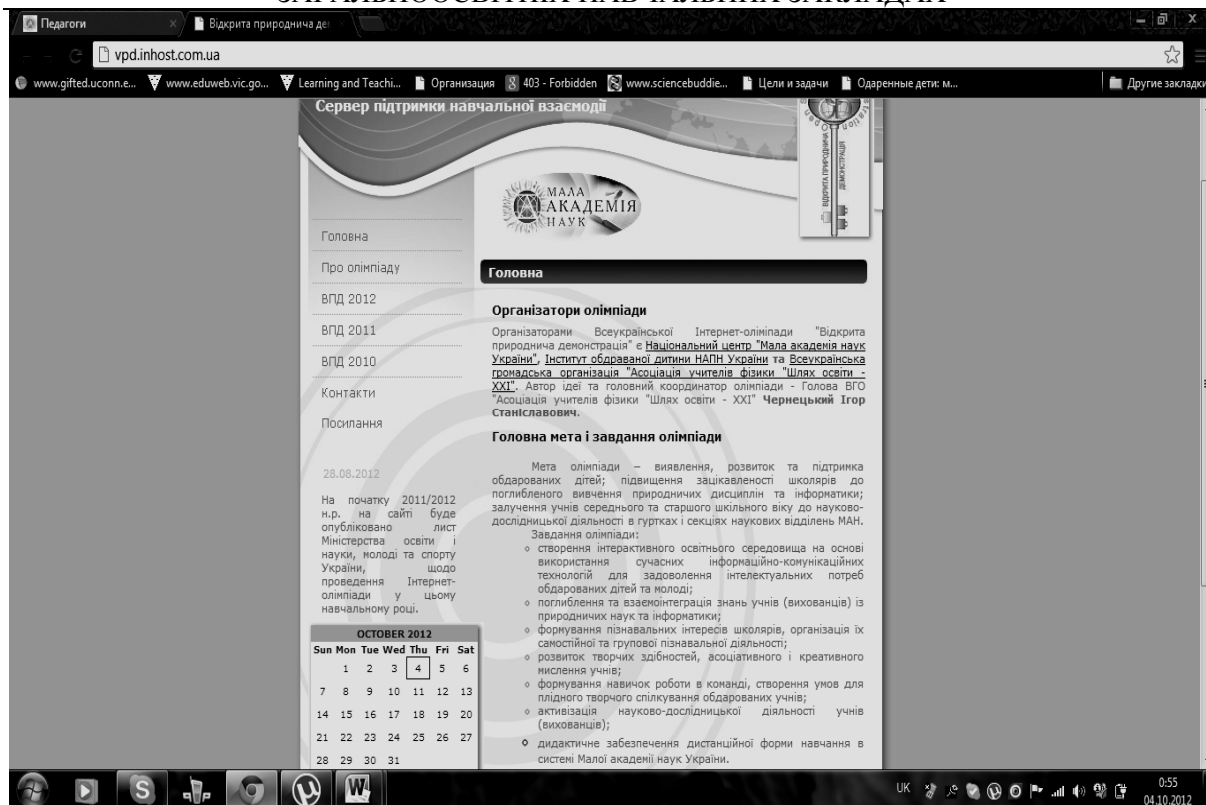 ЗАГАЛЬНООСВІТНІХ НАВЧАЛЬНИХ ЗАКЛАДАХ
Педагоги
Відкрита природнича де
vpd.inhost.com.ua
www.gifted.uconn.e...
www.eduweb.vic.go...
Learning and Teachi...
Организация
403 - Forbidden
www.sciencebuddie...
Цели и задачи
Одаренные дети: м...
Другие закладки
Сервер підтримки навчальної взаємодії
ВІДКРИТА ПРИРОДНИЧА
ДЕМОНСТРАЦІЯ
МАЛА
АКАДЕМІЯ
НАУК
Головна
Про олімпіаду
ВПД 2012
ВПД 2011
ВПД 2010
Контакти
Посилання
28.08.2012
На початку 2011/2012
н.р. на сайті буде
опубліковано лист
Міністерства освіти і
науки, молоді та спорту
України, щодо
проведення Інтернет-
олімпіади у цьому
навчальному році.
OCTOBER 2012
Sun Mon Tue Wed Thu Fri Sat
1 2 3 4 5 6
7 8 9 10 11 12 13
14 15 16 17 18 19 20
21 22 23 24 25 26 27
28 29 30 31
Головна
Організатори олімпіади
Організаторами Всеукраїнської Інтернет-олімпіади "Відкрита
природнича демонстрація" є Національний центр "Мала академія наук
України", Інститут обдараваної дитини НАПН України та Всеукраїнська
громадська організація "Асоціація учителів фізики "Шлях освіти -
ХХІ". Автор ідеї та головний координатор олімпіади - Голова ВГО
"Асоціація учителів фізики "Шлях освіти - ХХІ" Чернецький Ігор
Станіславович.
Головна мета і завдання олімпіади
Мета олімпіади – виявлення, розвиток та підтримка
обдарованих дітей; підвищення зацікавленості школярів до
поглибленого вивчення природничих дисциплін та інформатики;
залучення учнів середнього та старшого шкільного віку до науково-
дослідницької діяльності в гуртках і секціях наукових відділень МАН.
Завдання олімпіади:
створення інтерактивного освітнього середовища на основі
використання сучасних інформаційно-комунікаційних
технологій для задоволення інтелектуальних потреб
обдарованих дітей та молоді;
поглиблення та взаємоінтеграція знань учнів (вихованців) із
природничих наук та інформатики;
формування пізнавальних інтересів школярів, організація їх
самостійної та групової пізнавальної діяльності;
розвиток творчих здібностей, асоціативного і креативного
мислення учнів;
формування навичок роботи в команді, створення умов для
плідного творчого спілкування обдарованих учнів;
активізація науково-дослідницької діяльності учнів
(вихованців);
дидактичне забезпечення дистанційної форми навчання в
системі Малої академії наук України.
UK
0:55
04.10.2012